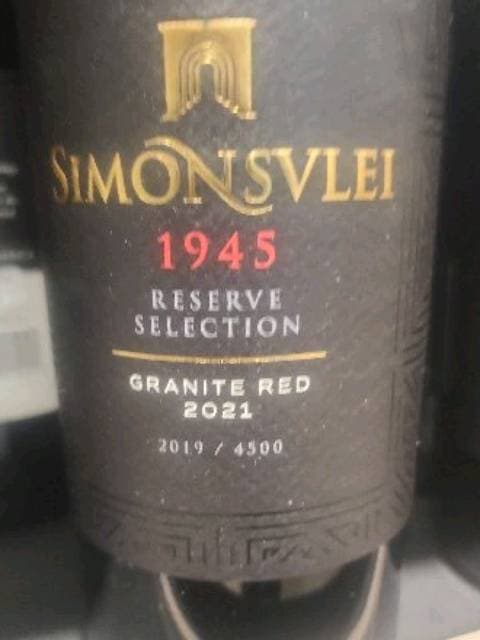 SIMONSVLEI
1945
RESERVE
SELECTION
GRANITE RED
2021
2019 / 4500